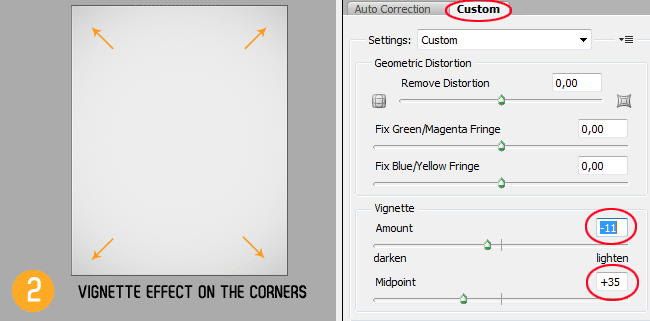 2
VIGNETTE EFFECT ON THE CORNERS
Auto Correction Custom
Settings: Custom
Geometric Distortion
Remove Distortion 0,00
Fix Green/Magenta Fringe 0,00
Fix Blue/Yellow Fringe 0,00
Vignette
Amount -11
darken lighten
Midpoint +35